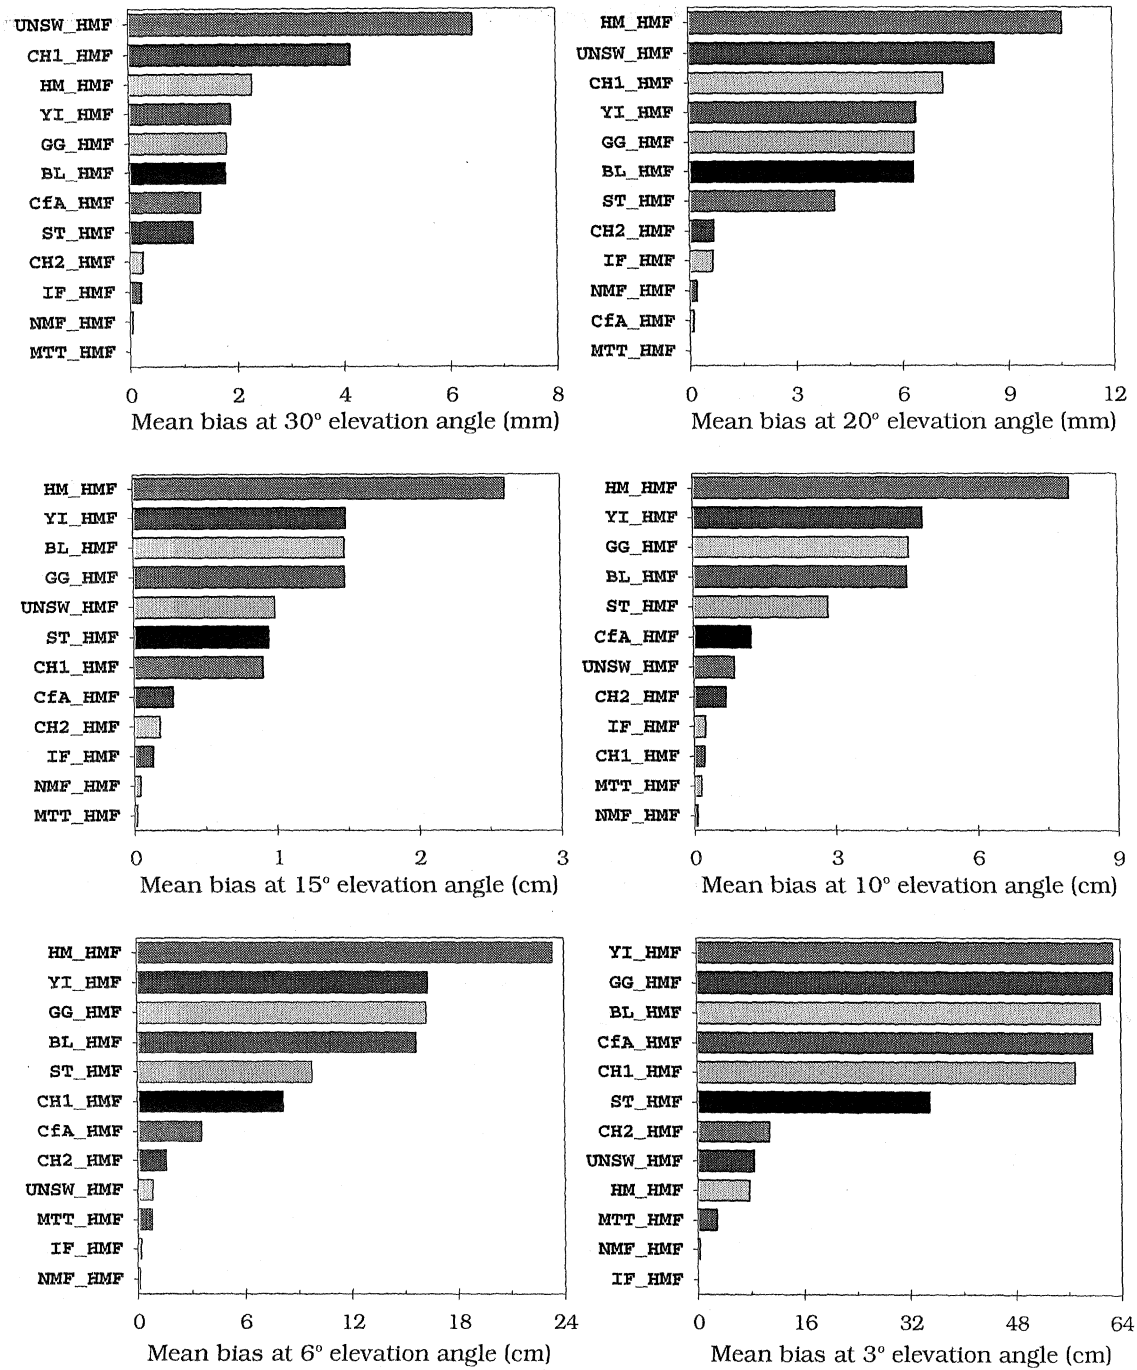 UNSW_HMF
CH1_HMF
HM_HMF
YI_HMF
GG_HMF
BL_HMF
CfA_HMF
ST_HMF
CH2_HMF
IF_HMF
NMF_HMF
MTT_HMF
0 2 4 6 8
Mean bias at 30° elevation angle (mm)
HM_HMF
UNSW_HMF
CH1_HMF
YI_HMF
GG_HMF
BL_HMF
ST_HMF
CH2_HMF
IF_HMF
NMF_HMF
CfA_HMF
MTT_HMF
0 3 6 9 12
Mean bias at 20° elevation angle (mm)
HM_HMF
YI_HMF
BL_HMF
GG_HMF
UNSW_HMF
ST_HMF
CH1_HMF
CfA_HMF
CH2_HMF
IF_HMF
NMF_HMF
MTT_HMF
0 1 2 3
Mean bias at 15° elevation angle (cm)
HM_HMF
YI_HMF
GG_HMF
BL_HMF
ST_HMF
CfA_HMF
UNSW_HMF
CH2_HMF
IF_HMF
CH1_HMF
MTT_HMF
NMF_HMF
0 3 6 9
Mean bias at 10° elevation angle (cm)
HM_HMF
YI_HMF
GG_HMF
BL_HMF
ST_HMF
CH1_HMF
CfA_HMF
CH2_HMF
UNSW_HMF
MTT_HMF
IF_HMF
NMF_HMF
0 6 12 18 24
Mean bias at 6° elevation angle (cm)
YI_HMF
GG_HMF
BL_HMF
CfA_HMF
CH1_HMF
ST_HMF
CH2_HMF
UNSW_HMF
HM_HMF
MTT_HMF
NMF_HMF
IF_HMF
0 16 32 48 64
Mean bias at 3° elevation angle (cm)